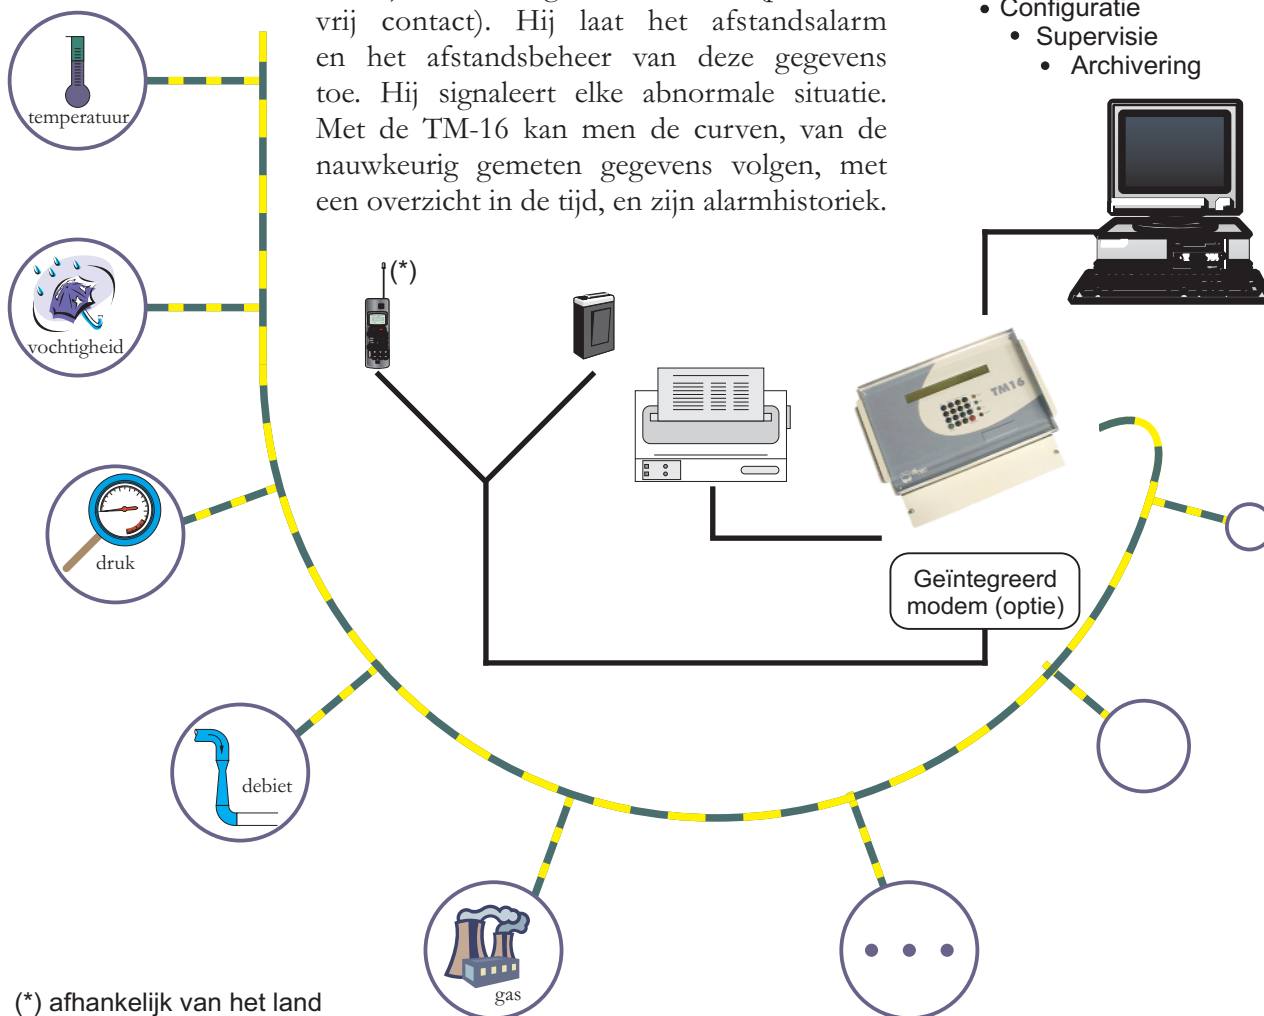 vrij contact). Hij laat het afstandsalarm
en het afstandsbeheer van deze gegevens
toe. Hij signaleert elke abnormale situatie.
Met de TM-16 kan men de curven, van de
nauwkeurig gemeten gegevens volgen, met
een overzicht in de tijd, en zijn alarmhistoriek.
• Configuratie
• Supervisie
• Archivering
temperatuur
vochtigheid
(*)
TM16
druk
Geïntegreerd
modem (optie)
debiet
gas
(*) afhankelijk van het land